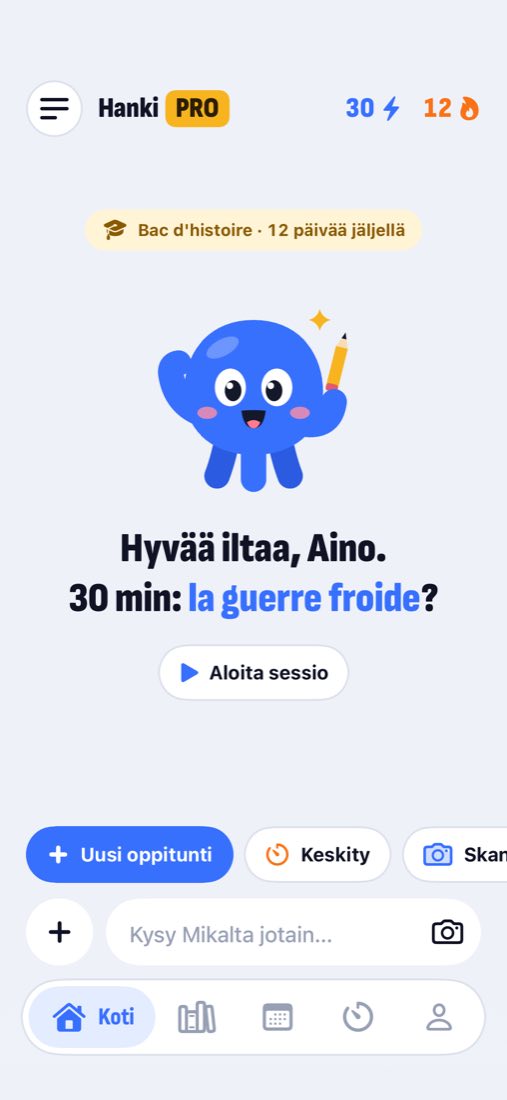 Hanki PRO
30 12
Bac d'histoire · 12 päivää jäljellä
Hyvää iltaa, Aino.
30 min: la guerre froide?
Aloita sessio
Uusi oppitunti
Keskity
Skan
Kysy Mikalta jotain...
Koti